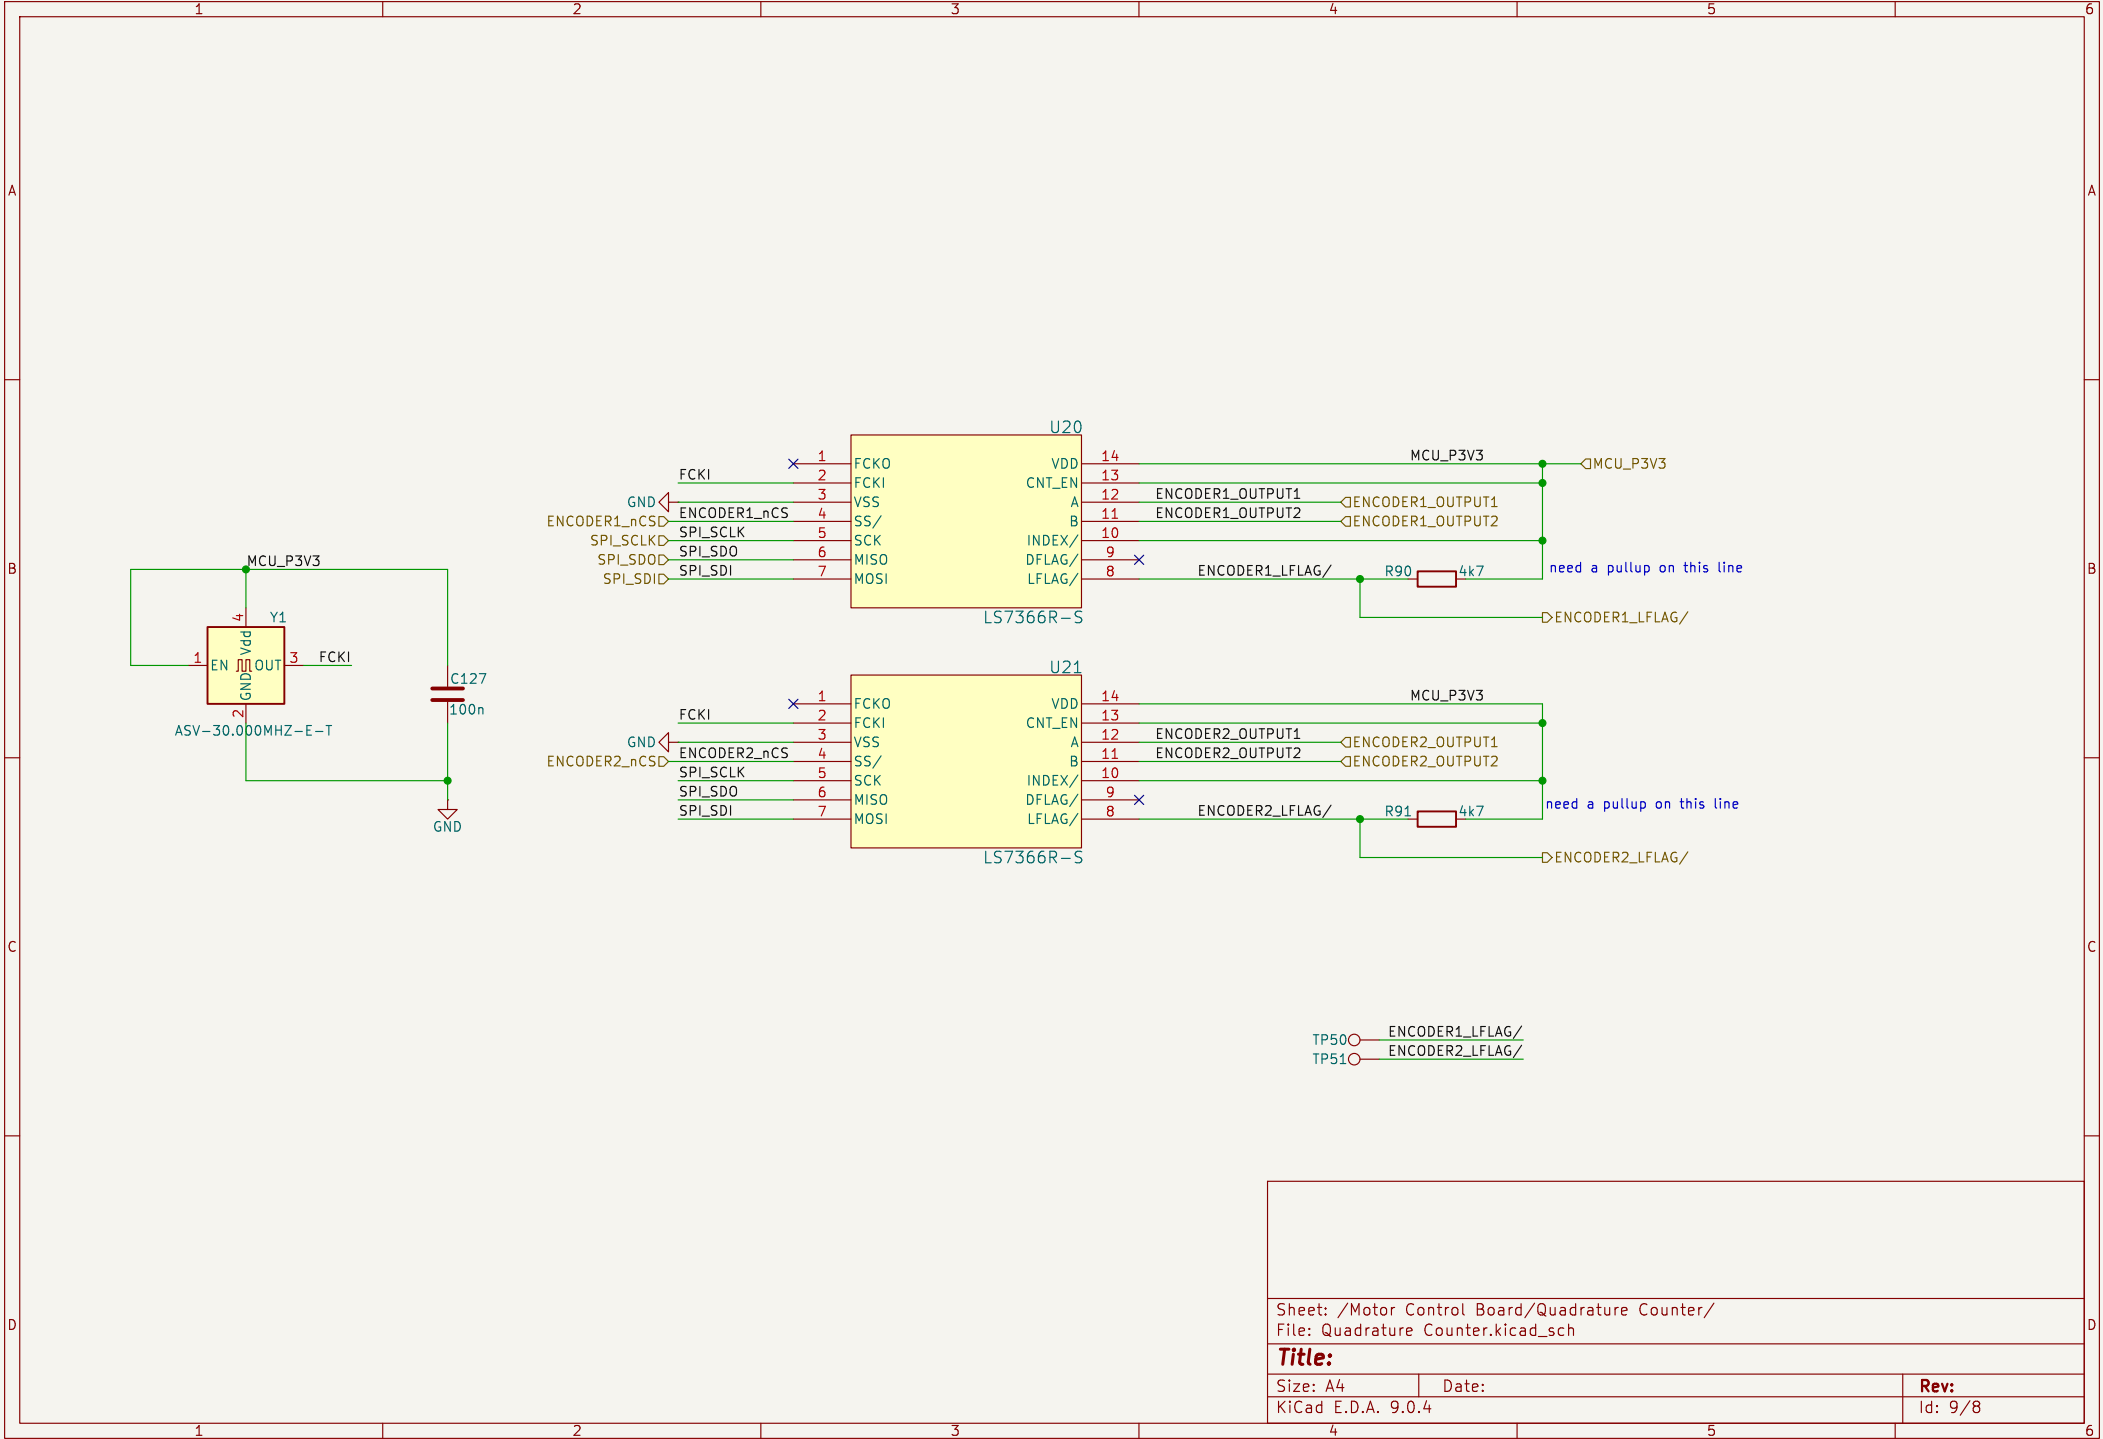 1 2 3 4 5 6
A A
B B
C C
D D
MCU_P3V3
Y1
4
Vdd
1 EN OUT 3 FCKI
GND
2
ASV-30.000MHZ-E-T
C127
100n
GND
U20
FCKI
GND
ENCODER1_nCS ENCODER1_nCS
SPI_SCLK SPI_SCLK
SPI_SDO SPI_SDO
SPI_SDI SPI_SDI
1 FCKO VDD 14
2 FCKI CNT_EN 13
3 VSS A 12
4 SS/ B 11
5 SCK INDEX/ 10
6 MISO DFLAG/ 9
7 MOSI LFLAG/ 8
LS7366R-S
MCU_P3V3 MCU_P3V3
ENCODER1_OUTPUT1 ENCODER1_OUTPUT1
ENCODER1_OUTPUT2 ENCODER1_OUTPUT2
ENCODER1_LFLAG/ R90 4k7
need a pullup on this line
ENCODER1_LFLAG/
U21
FCKI
GND
ENCODER2_nCS ENCODER2_nCS
SPI_SCLK
SPI_SDO
SPI_SDI
1 FCKO VDD 14
2 FCKI CNT_EN 13
3 VSS A 12
4 SS/ B 11
5 SCK INDEX/ 10
6 MISO DFLAG/ 9
7 MOSI LFLAG/ 8
LS7366R-S
MCU_P3V3
ENCODER2_OUTPUT1 ENCODER2_OUTPUT1
ENCODER2_OUTPUT2 ENCODER2_OUTPUT2
ENCODER2_LFLAG/ R91 4k7
need a pullup on this line
ENCODER2_LFLAG/
TP50 ENCODER1_LFLAG/
TP51 ENCODER2_LFLAG/
Sheet: /Motor Control Board/Quadrature Counter/
File: Quadrature Counter.kicad_sch
Title:
Size: A4 Date: Rev:
KiCad E.D.A. 9.0.4 Id: 9/8
1 2 3 4 5 6